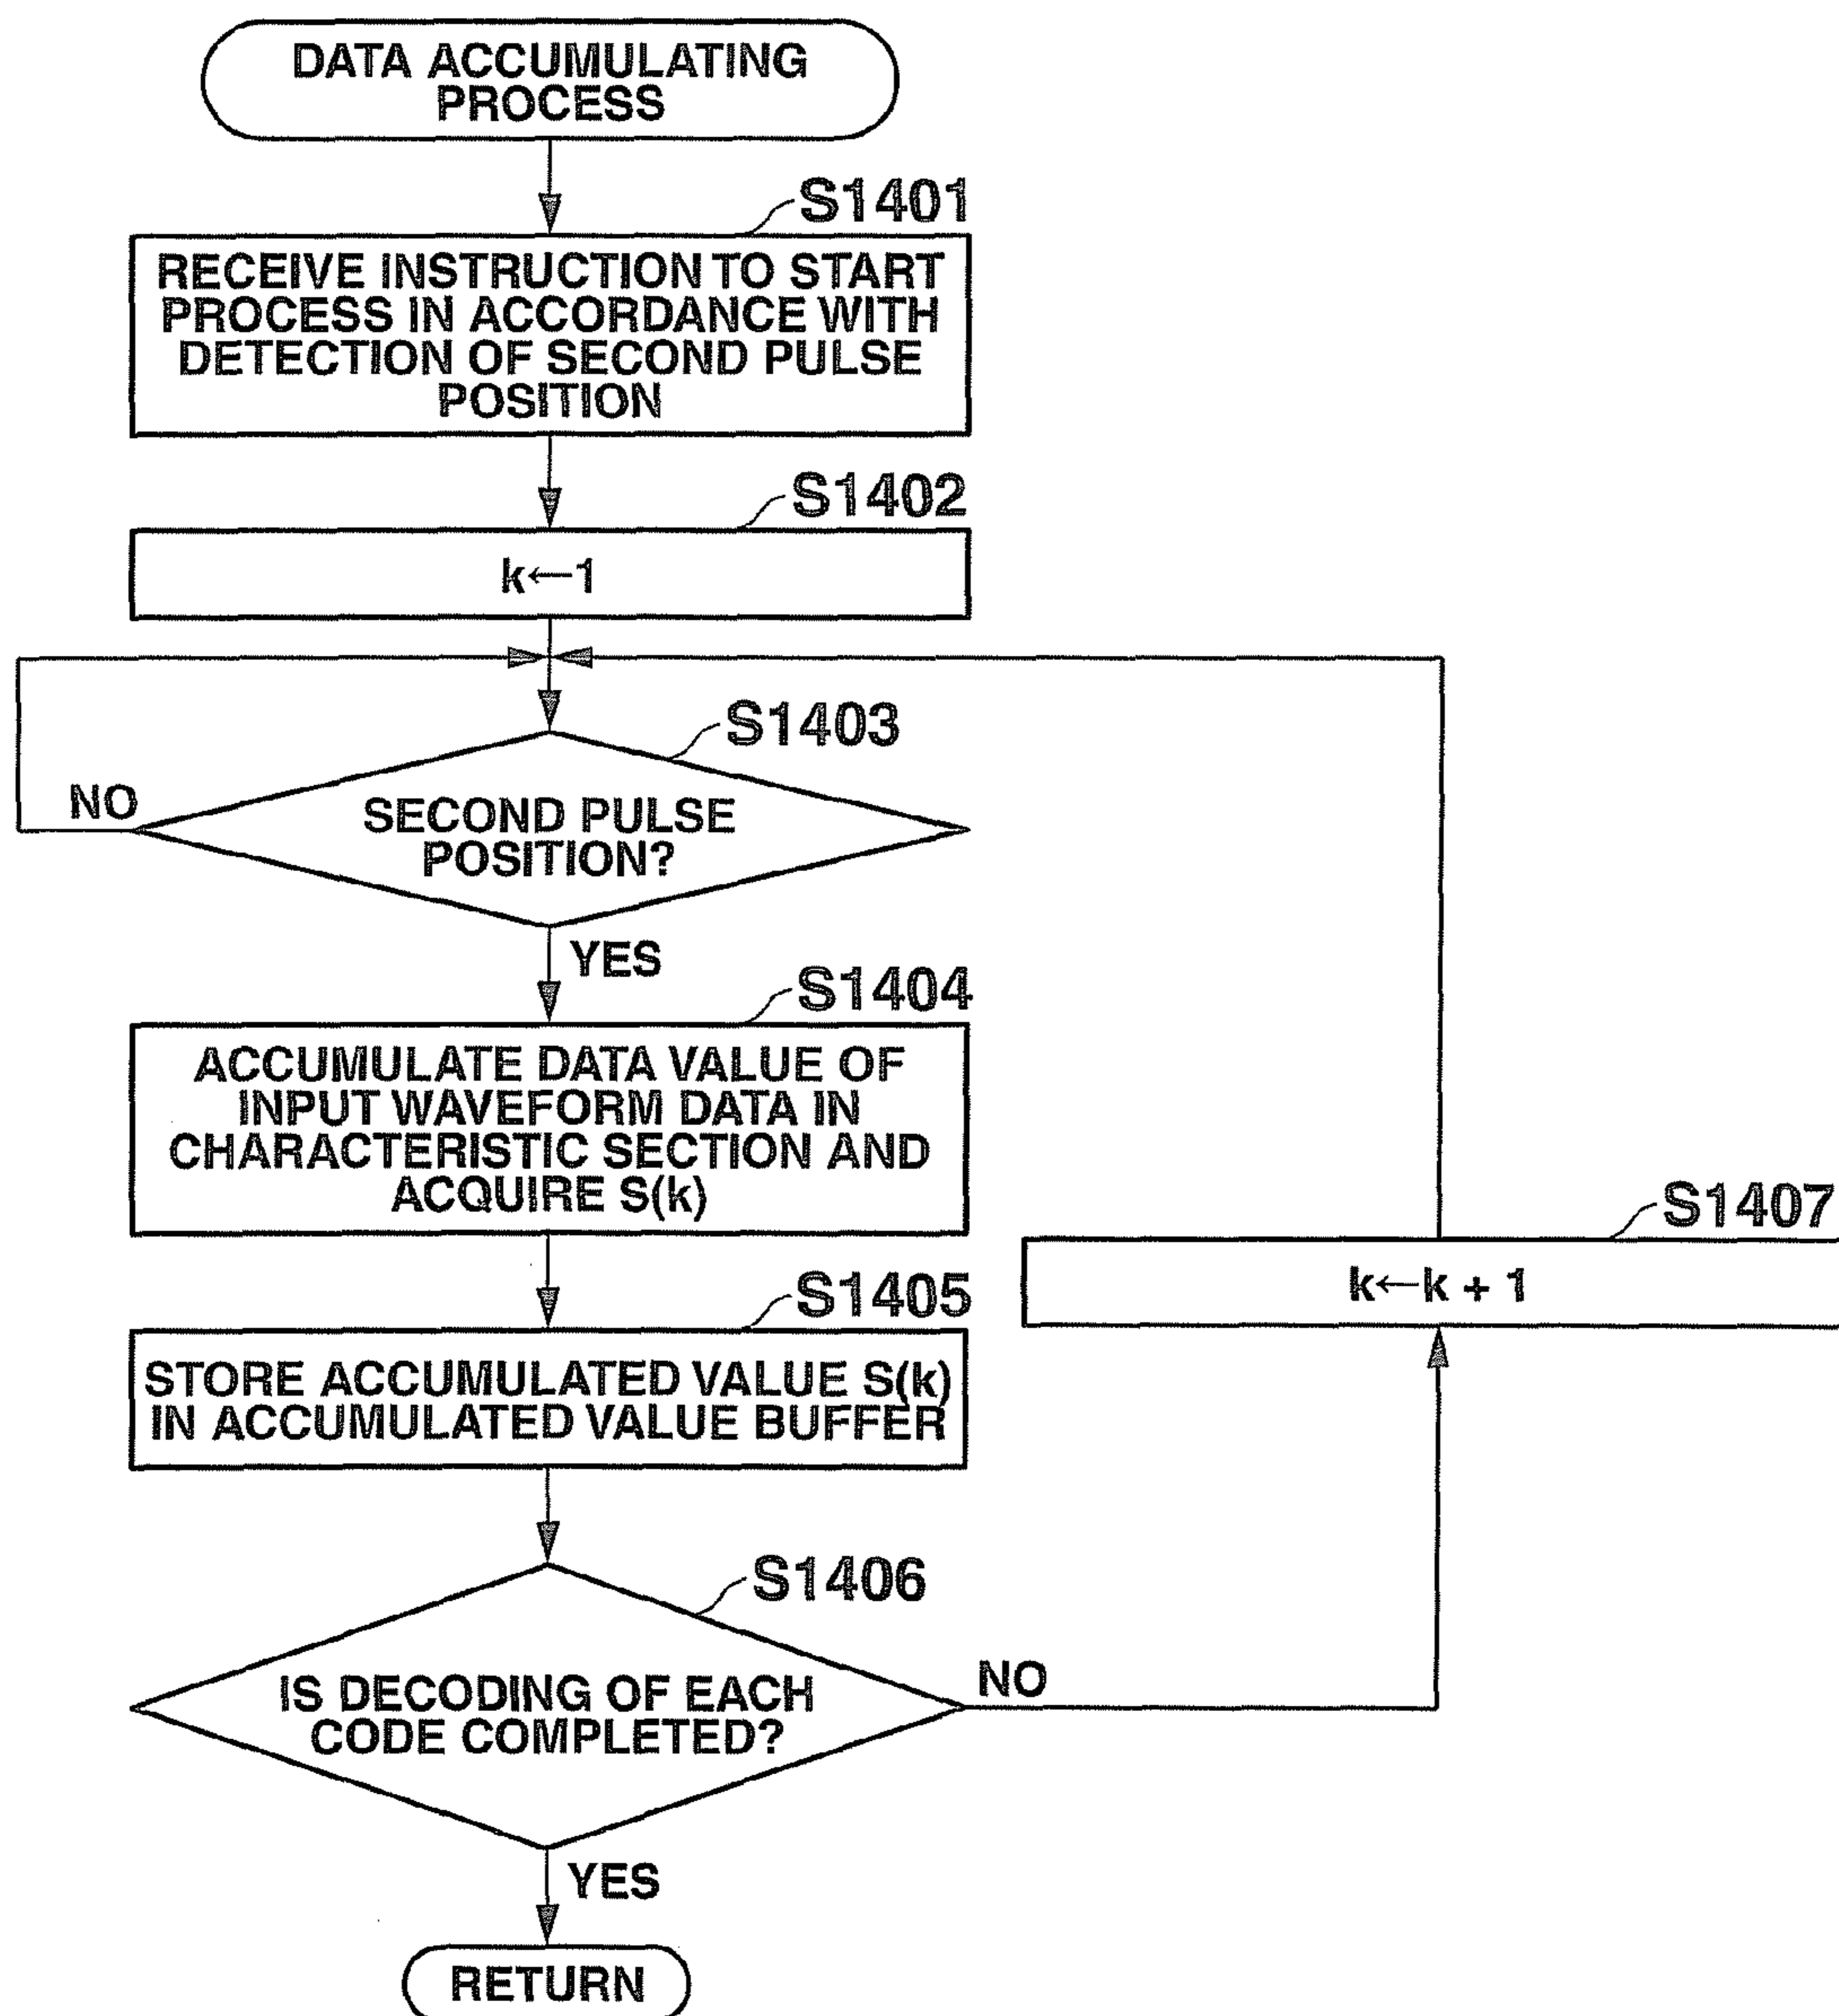 DATA ACCUMULATING
PROCESS
S1401
RECEIVE INSTRUCTION TO START
PROCESS IN ACCORDANCE WITH
DETECTION OF SECOND PULSE
POSITION
S1402
k←1
S1403
NO
SECOND PULSE
POSITION?
YES
S1404
ACCUMULATE DATA VALUE OF
INPUT WAVEFORM DATA IN
CHARACTERISTIC SECTION AND
ACQUIRE S(k)
S1407
k←k + 1
S1405
STORE ACCUMULATED VALUE S(k)
IN ACCUMULATED VALUE BUFFER
S1406
IS DECODING OF EACH
CODE COMPLETED?
NO
YES
RETURN